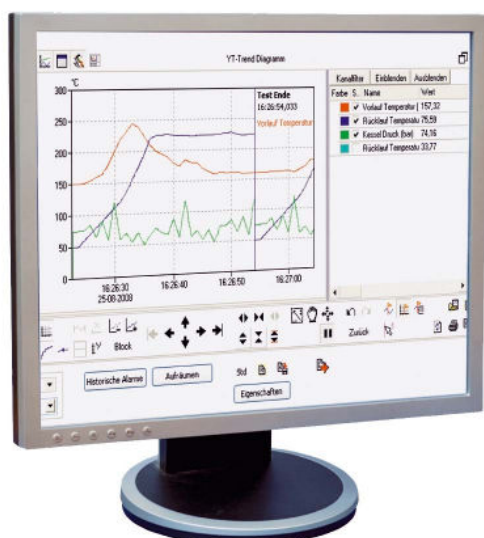 YT-Trend Diagramm
°C
300
250
200
150
100
50
0
16:26:30
25-08-2008
16:26:40
16:26:50
16:27:00
Test Ende
16:26:54,033
Vorlauf Temperatur
Kanalfilter Einblenden Ausblenden
Farbe S.. Name Wert
Vorlauf Temperatur ( 157,32
Rücklauf Temperatu 75,59
Kessel Druck (bar) 74,16
Rücklauf Temperatu 33,77
Block
Zurück
Historische Alarme
Aufräumen
Std
Eigenschaften